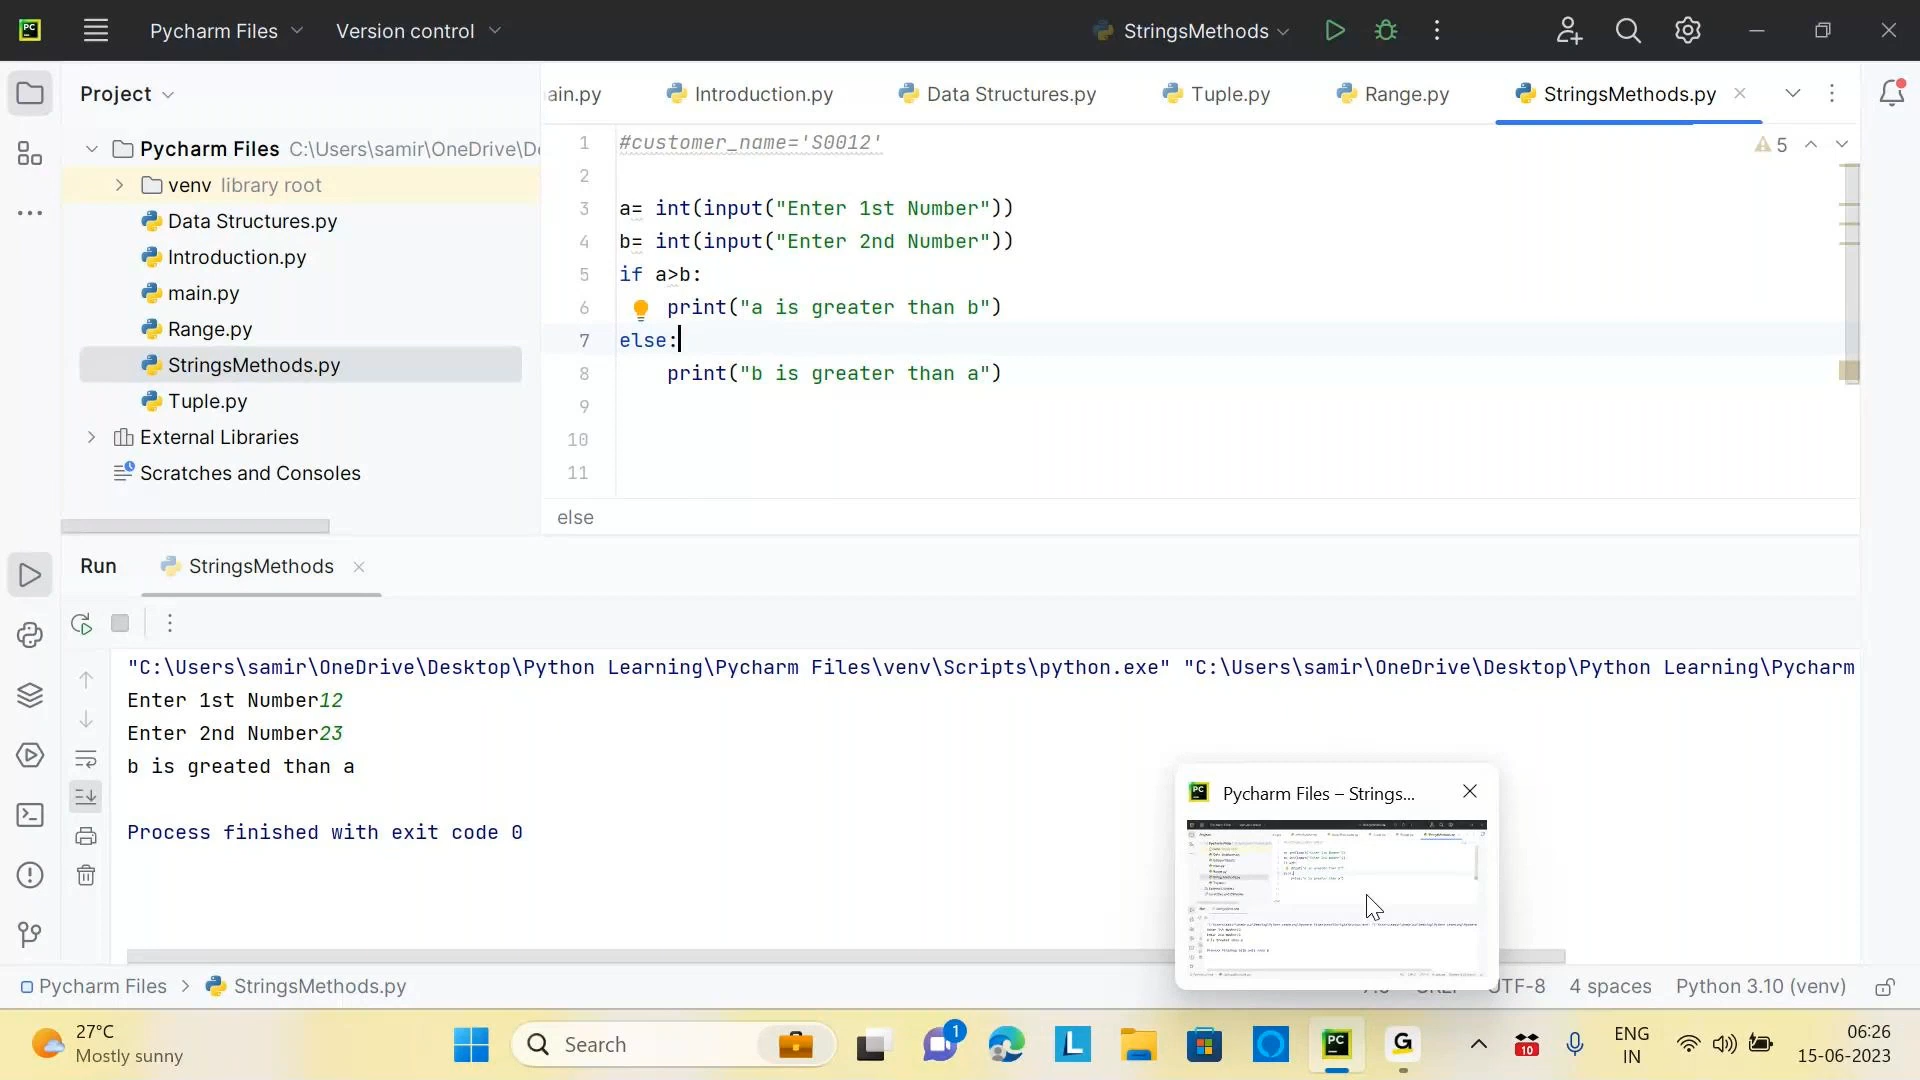 PC Pycharm Files Version control StringsMethods
Project
ain.py Introduction.py Data Structures.py Tuple.py Range.py StringsMethods.py
Pycharm Files C:\Users\samir\OneDrive\De
venv library root
Data Structures.py
Introduction.py
main.py
Range.py
StringsMethods.py
Tuple.py
External Libraries
Scratches and Consoles
1 #customer_name='S0012'
5
2
3 a= int(input("Enter 1st Number"))
4 b= int(input("Enter 2nd Number"))
5 if a>b:
6 print("a is greater than b")
7 else:
8 print("b is greater than a")
9
10
11
else
Run StringsMethods
"C:\Users\samir\OneDrive\Desktop\Python Learning\Pycharm Files\venv\Scripts\python.exe" "C:\Users\samir\OneDrive\Desktop\Python Learning\Pycharm
Enter 1st Number12
Enter 2nd Number23
b is greated than a
Process finished with exit code 0
PC Pycharm Files – Strings...
Pycharm Files > StringsMethods.py UTF-8 4 spaces Python 3.10 (venv)
27°C
Mostly sunny
Search
1
L
PC
G
10
ENG
IN
06:26
15-06-2023